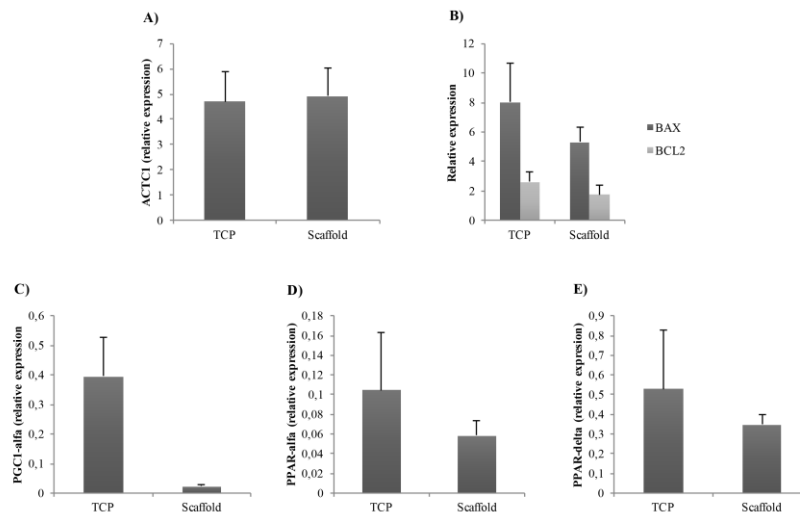 A)
ACTC1 (relative expression)
7
6
5
4
3
2
1
0
TCP
Scaffold
B)
Relative expression
12
10
8
6
4
2
0
TCP
Scaffold
BAX
BCL2
C)
PGC1-alfa (relative expression
0,6
0,5
0,4
0,3
0,2
0,1
0
TCP
Scaffold
D)
PPAR-alfa (relative expression)
0,18
0,16
0,14
0,12
0,1
0,08
0,06
0,04
0,02
0
TCP
Scaffold
E)
PPAR-delta (relative expression)
0,9
0,8
0,7
0,6
0,5
0,4
0,3
0,2
0,1
0
TCP
Scaffold